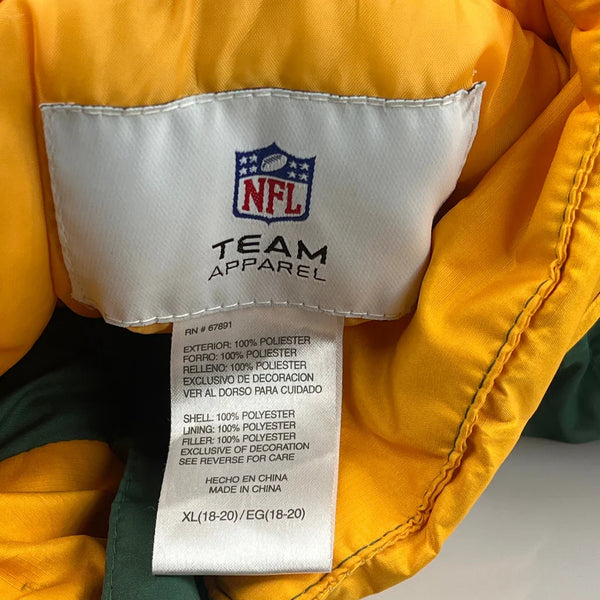 NFL
TEAM
APPAREL
RN # 67891
EXTERIOR: 100% POLIESTER
FORRO: 100% POLIESTER
RELLENO: 100% POLIESTER
EXCLUSIVO DE DECORACION
VER AL DORSO PARA CUIDADO
SHELL: 100% POLYESTER
LINING: 100% POLYESTER
FILLER: 100% POLYESTER
EXCLUSIVE OF DECORATION
SEE REVERSE FOR CARE
HECHO EN CHINA
MADE IN CHINA
XL(18-20)/EG(18-20)